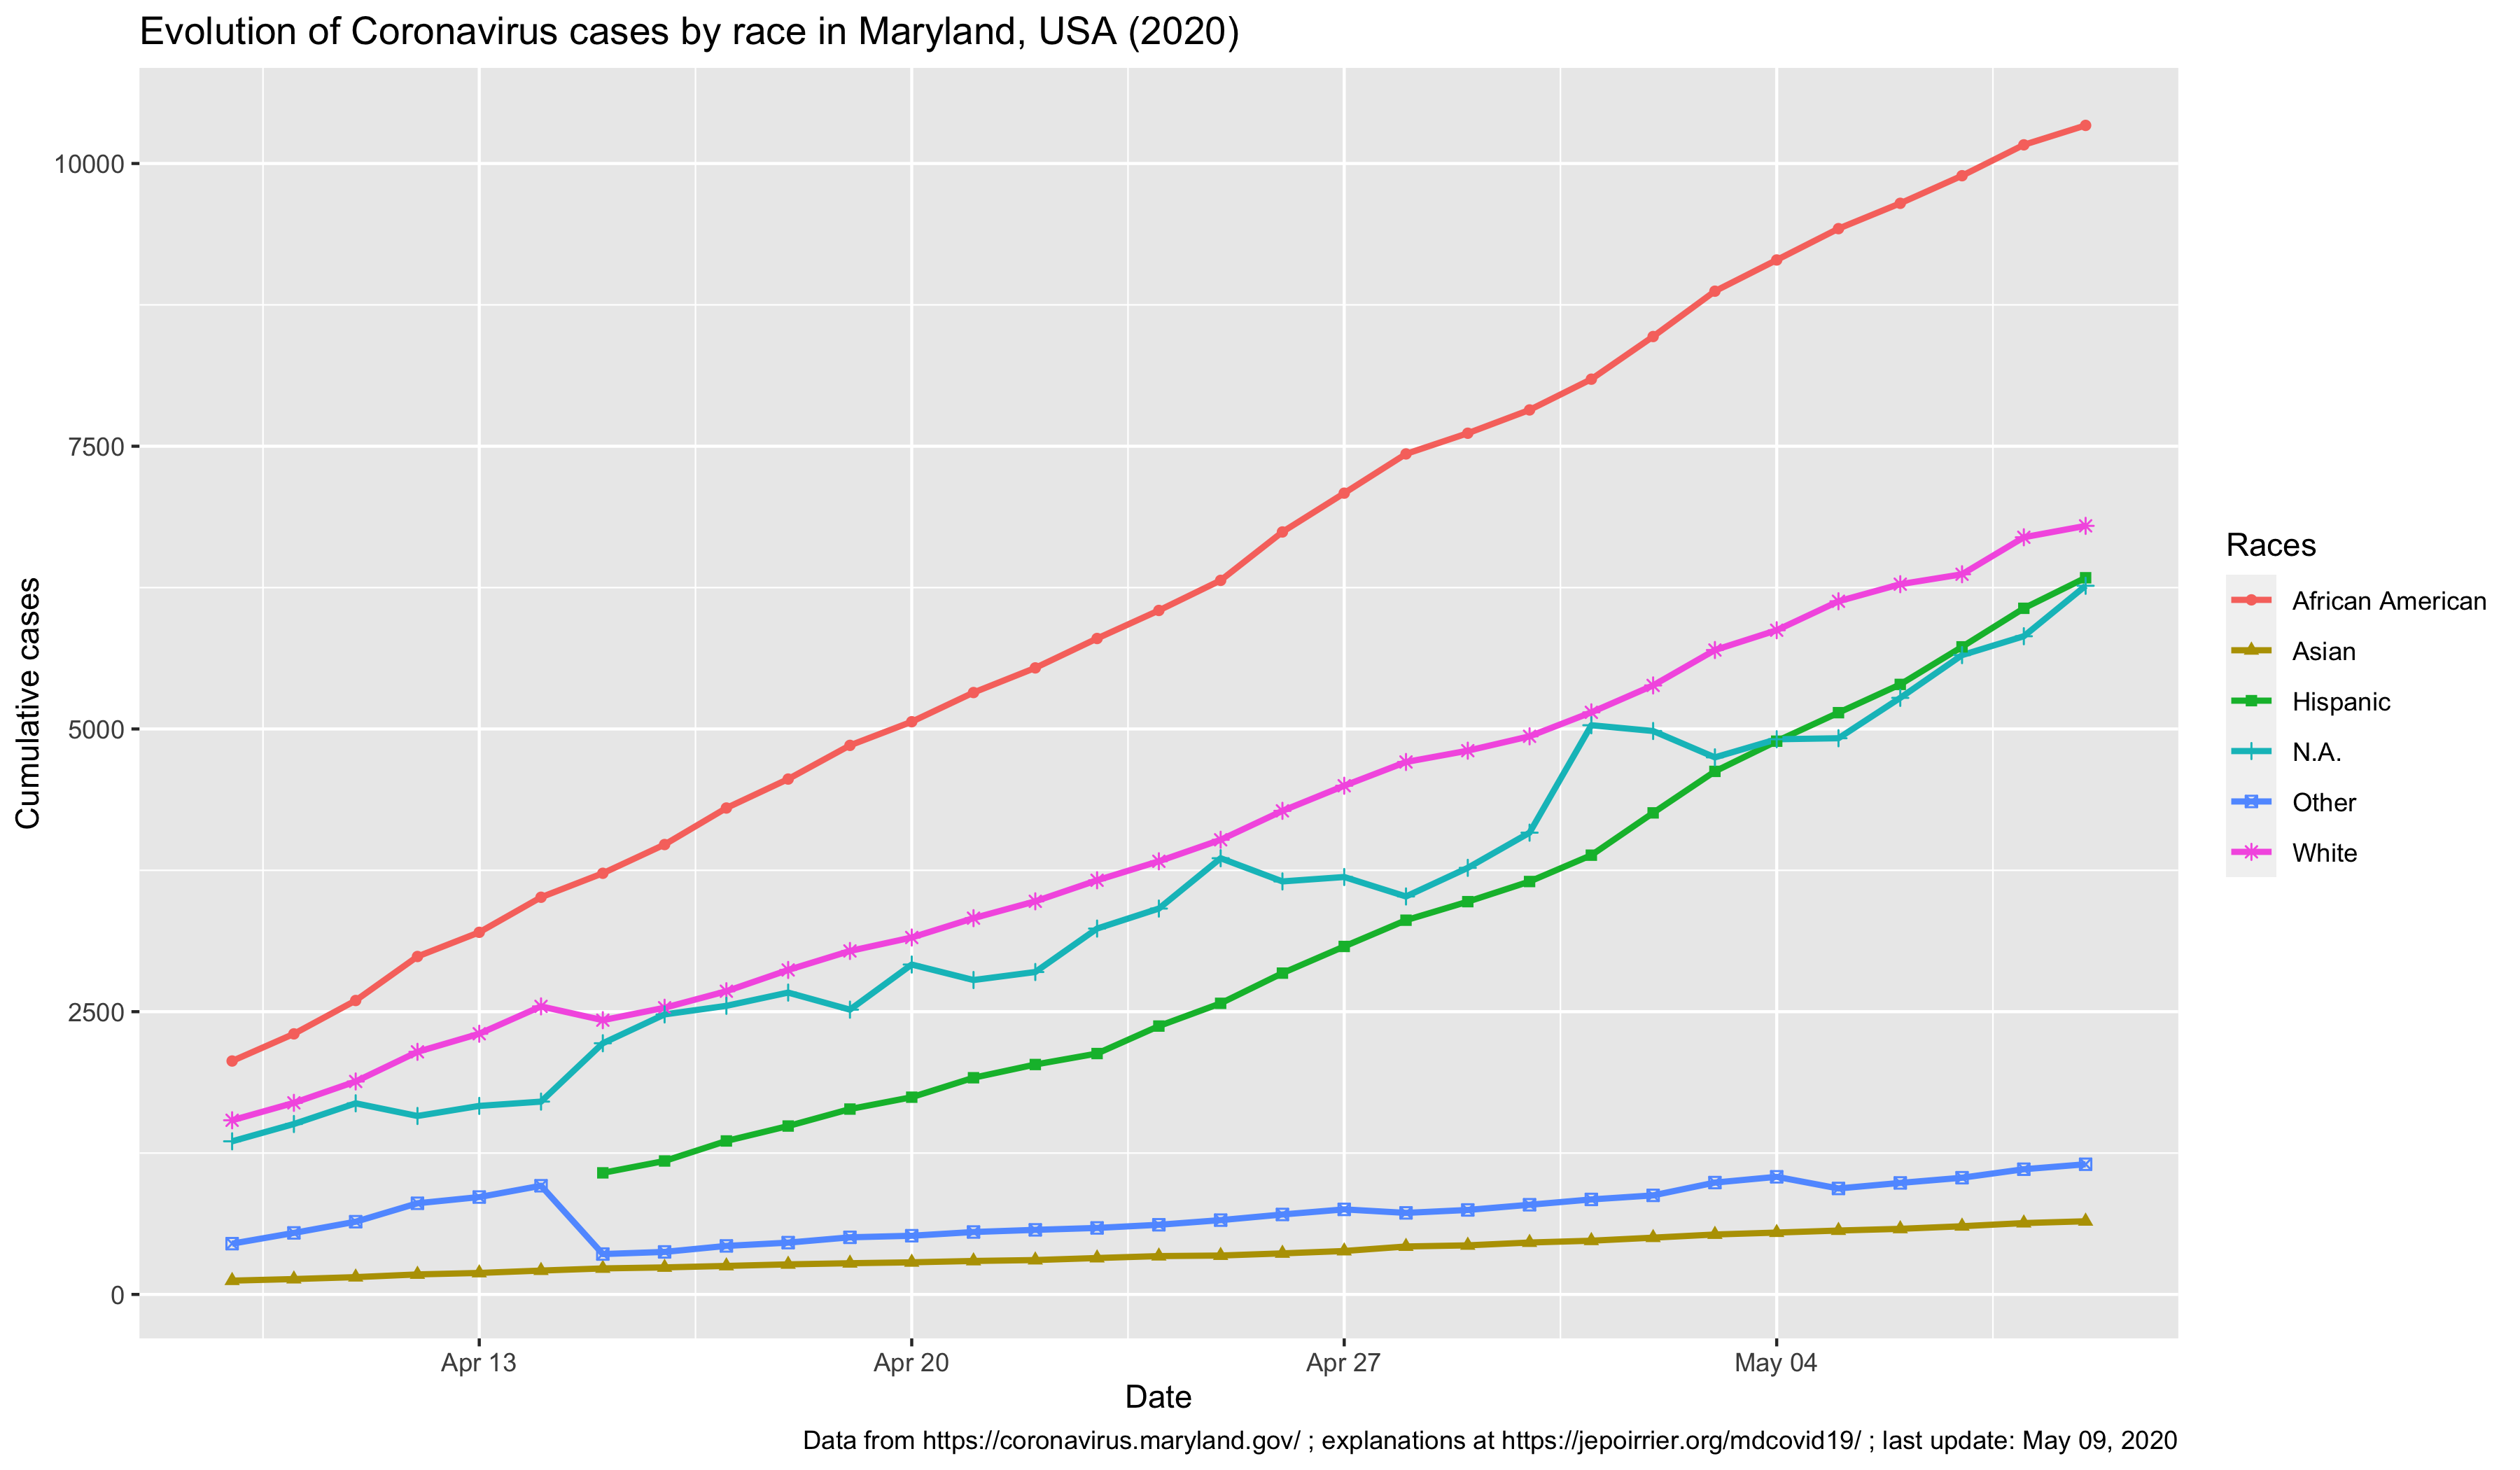 Evolution of Coronavirus cases by race in Maryland, USA (2020)
10000
7500
5000
2500
0
Cumulative cases
Apr 13
Apr 20
Apr 27
May 04
Date
Races
African American
Asian
Hispanic
N.A.
Other
White
Data from https://coronavirus.maryland.gov/ ; explanations at https://jepoirrier.org/mdcovid19/ ; last update: May 09, 2020